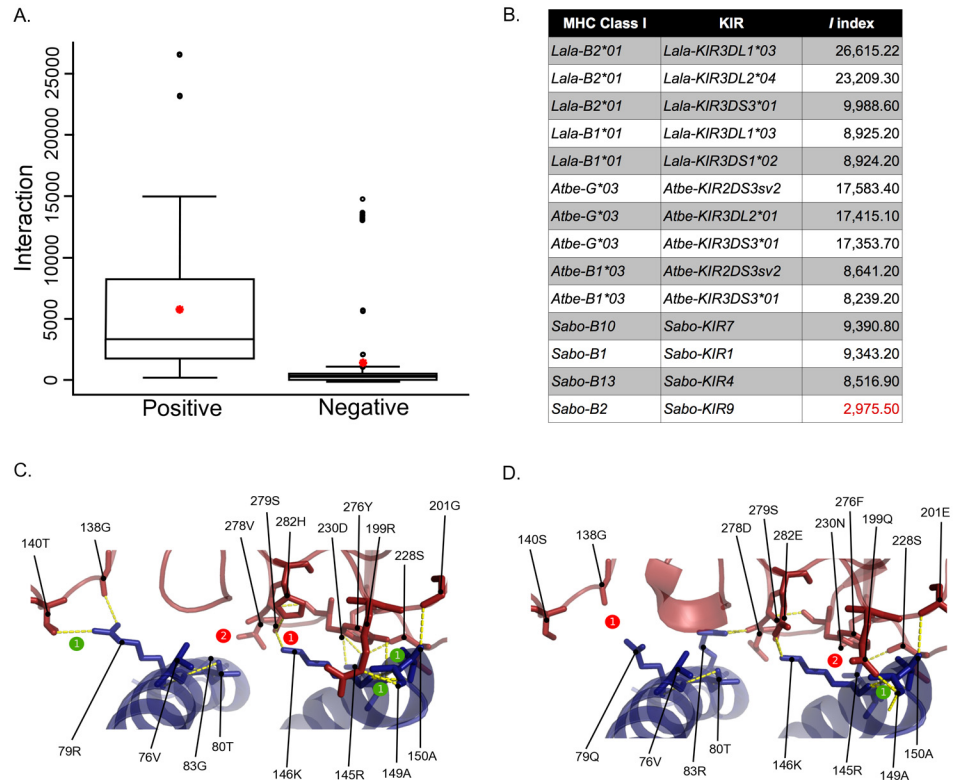 A.
25000
20000
15000
10000
5000
0
Interaction
Positive
Negative
B.
MHC Class I KIR I index
Lala-B2*01 Lala-KIR3DL1*03 26,615.22
Lala-B2*01 Lala-KIR3DL2*04 23,209.30
Lala-B2*01 Lala-KIR3DS3*01 9,988.60
Lala-B1*01 Lala-KIR3DL1*03 8,925.20
Lala-B1*01 Lala-KIR3DS1*02 8,924.20
Atbe-G*03 Atbe-KIR2DS3sv2 17,583.40
Atbe-G*03 Atbe-KIR3DL2*01 17,415.10
Atbe-G*03 Atbe-KIR3DS3*01 17,353.70
Atbe-B1*03 Atbe-KIR2DS3sv2 8,641.20
Atbe-B1*03 Atbe-KIR3DS3*01 8,239.20
Sabo-B10 Sabo-KIR7 9,390.80
Sabo-B1 Sabo-KIR1 9,343.20
Sabo-B13 Sabo-KIR4 8,516.90
Sabo-B2 Sabo-KIR9 2,975.50
C.
140T
138G
278V
279S
282H
230D
276Y
199R
228S
201G
1
2
1
1
1
79R
76V
83G
80T
146K
145R
149A
150A
D.
140S
138G
278D
279S
282E
230N
276F
199Q
228S
201E
1
2
1
79Q
76V
83R
80T
146K
145R
149A
150A